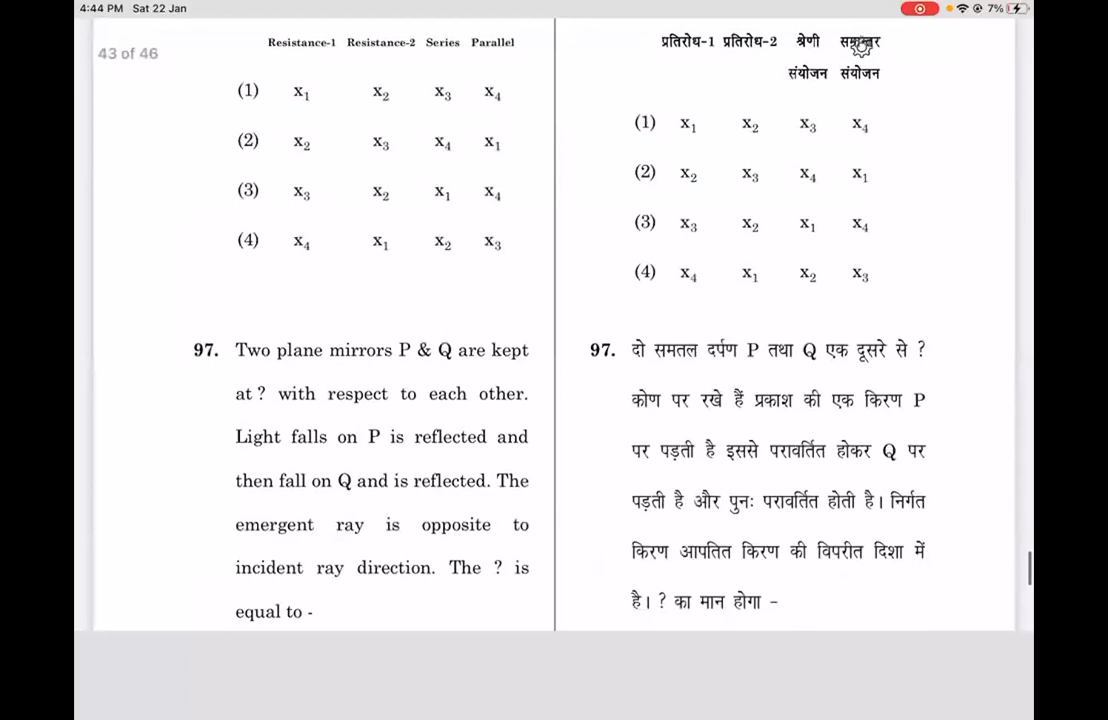 4:44 PM Sat 22 Jan
7%
43 of 46
Resistance-1 Resistance-2 Series Parallel
(1) x₁ x₂ x₃ x₄
(2) x₂ x₃ x₄ x₁
(3) x₃ x₂ x₁ x₄
(4) x₄ x₁ x₂ x₃
97. Two plane mirrors P & Q are kept
at ? with respect to each other.
Light falls on P is reflected and
then fall on Q and is reflected. The
emergent ray is opposite to
incident ray direction. The ? is
equal to -
प्रतिरोध-1 प्रतिरोध-2 श्रेणी
संयोजन संयोजन
(1) x₁ x₂ x₃ x₄
(2) x₂ x₃ x₄ x₁
(3) x₃ x₂ x₁ x₄
(4) x₄ x₁ x₂ x₃
97. दो समतल दर्पण P तथा Q एक दूसरे से ?
कोण पर रखे हैं प्रकाश की एक किरण P
पर पड़ती है इससे परावर्तित होकर Q पर
पड़ती है और पुनः परावर्तित होती है। निर्गत
किरण आपतित किरण की विपरीत दिशा में
है। ? का मान होगा -